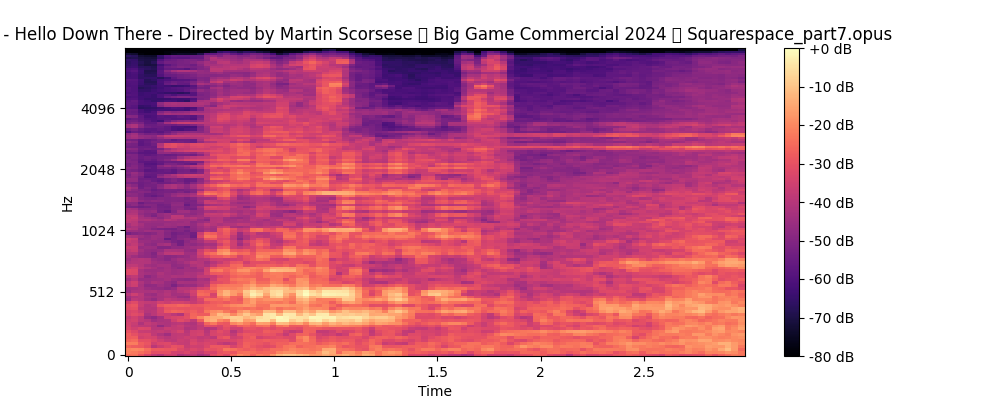 - Hello Down There - Directed by Martin Scorsese ▯ Big Game Commercial 2024 ▯ Squarespace_part7.opus
+0 dB
-10 dB
-20 dB
-30 dB
-40 dB
-50 dB
-60 dB
-70 dB
-80 dB
Hz
4096
2048
1024
512
0
0
0.5
1
1.5
2
2.5
Time